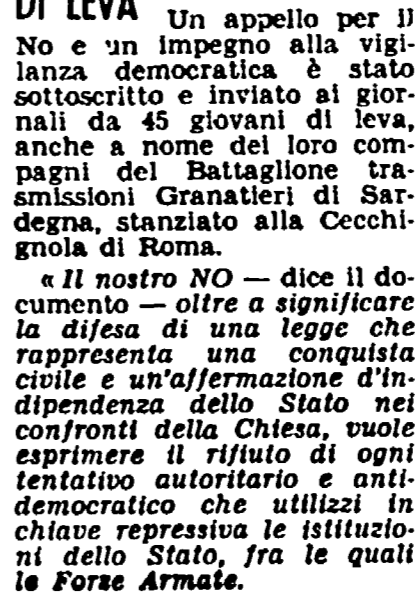 DI LEVA Un appello per il
No e un impegno alla vigi-
lanza democratica è stato
sottoscritto e inviato ai gior-
nali da 45 giovani di leva,
anche a nome dei loro com-
pagni del Battaglione tra-
smissioni Granatieri di Sar-
degna, stanziato alla Cecchi-
gnola di Roma.
« Il nostro NO — dice il do-
cumento — oltre a significare
la difesa di una legge che
rappresenta una conquista
civile e un'affermazione d'in-
dipendenza dello Stato nei
confronti della Chiesa, vuole
esprimere il rifiuto di ogni
tentativo autoritario e anti-
democratico che utilizzi in
chiave repressiva le istituzio-
ni dello Stato, fra le quali
le Forze Armate.